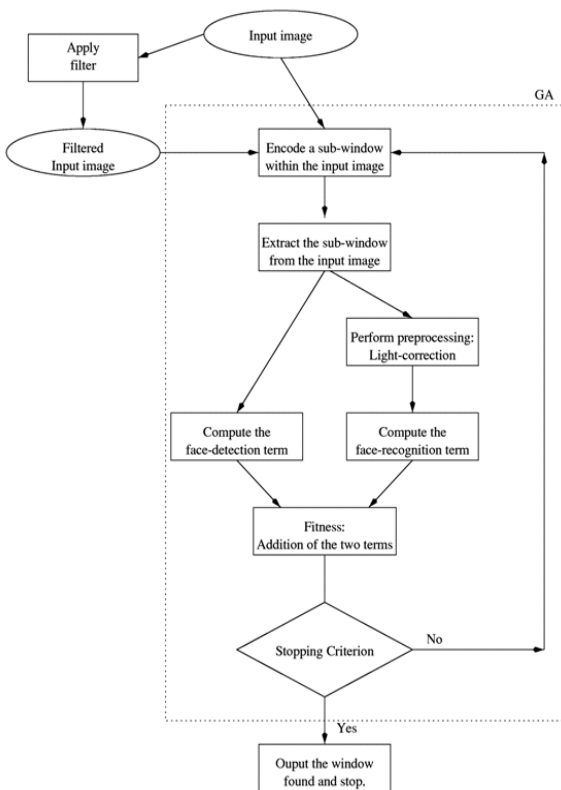 Input image
Apply
filter
GA
Filtered
Input image
Encode a sub-window
within the input image
Extract the sub-window
from the input image
Perform preprocessing:
Light-correction
Compute the
face-detection term
Compute the
face-recognition term
Fitness:
Addition of the two terms
Stopping Criterion
No
Yes
Ouput the window
found and stop.